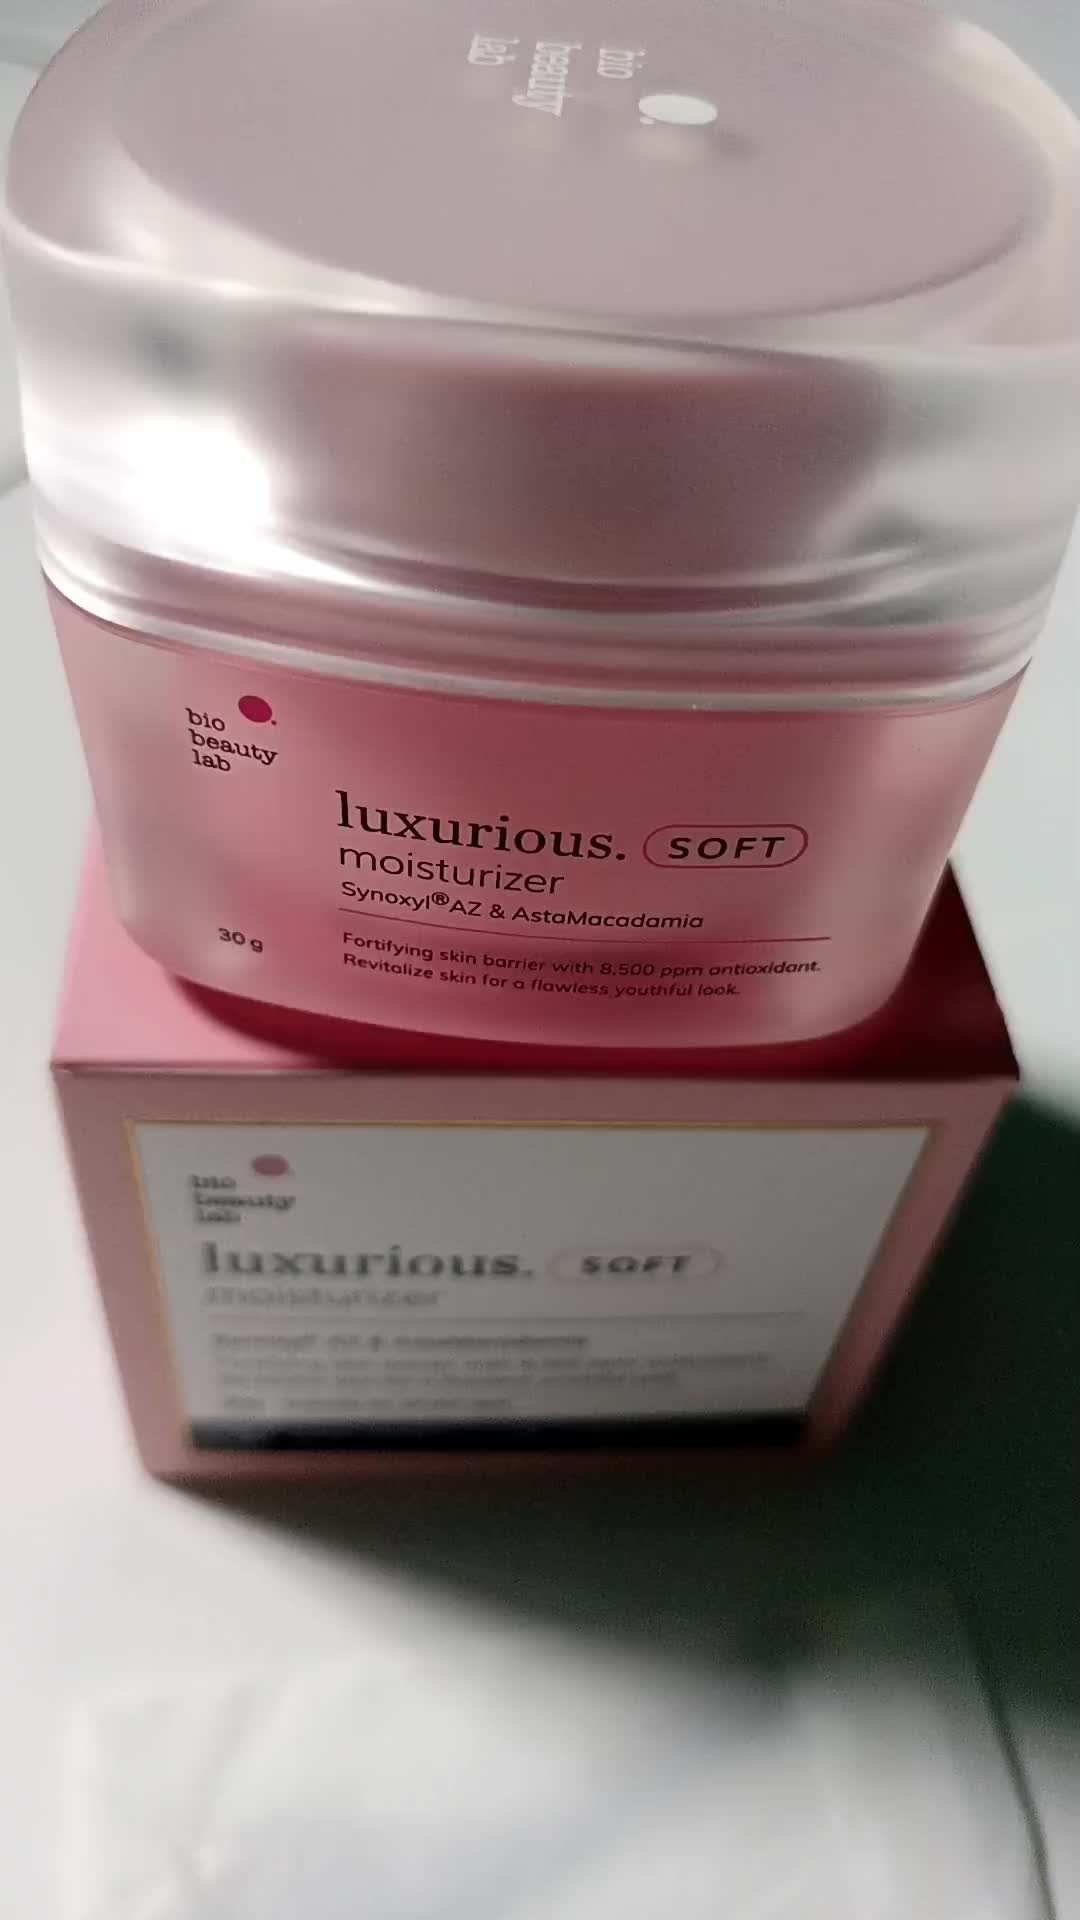 bio
beauty
lab
bio
beauty
lab
luxurious. SOFT
moisturizer
Synoxyl®AZ & AstaMacadamia
30 g
Fortifying skin barrier with 8,500 ppm antioxidant.
Revitalize skin for a flawless youthful look.
bio
beauty
lab
luxurious. SOFT
moisturizer